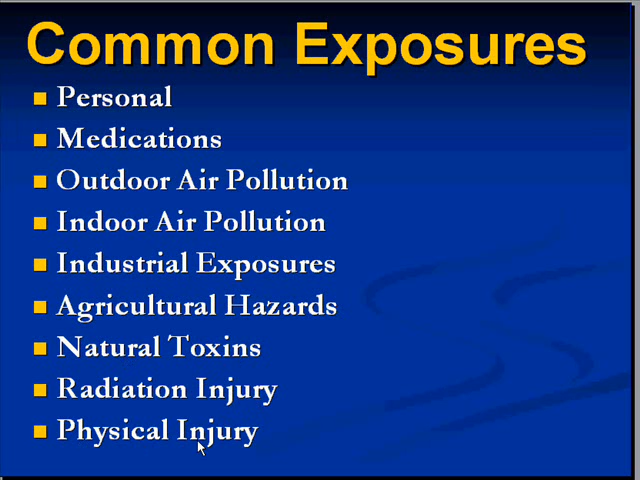 Common Exposures
Personal
Medications
Outdoor Air Pollution
Indoor Air Pollution
Industrial Exposures
Agricultural Hazards
Natural Toxins
Radiation Injury
Physical Injury